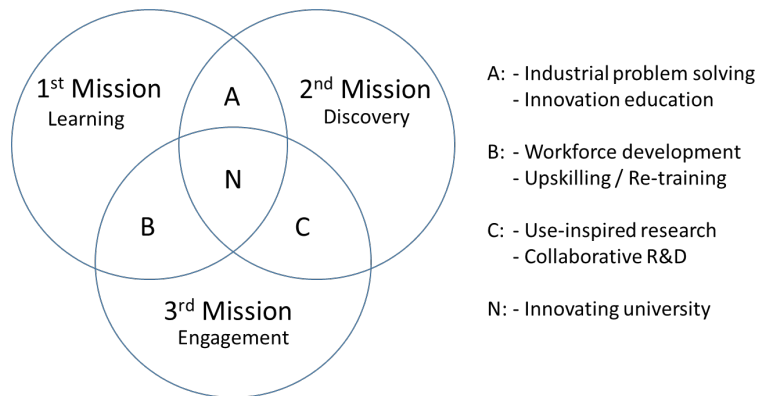 1st Mission
Learning
A
2nd Mission
Discovery
N
B
C
3rd Mission
Engagement
A: - Industrial problem solving
- Innovation education
B: - Workforce development
- Upskilling / Re-training
C: - Use-inspired research
- Collaborative R&D
N: - Innovating university